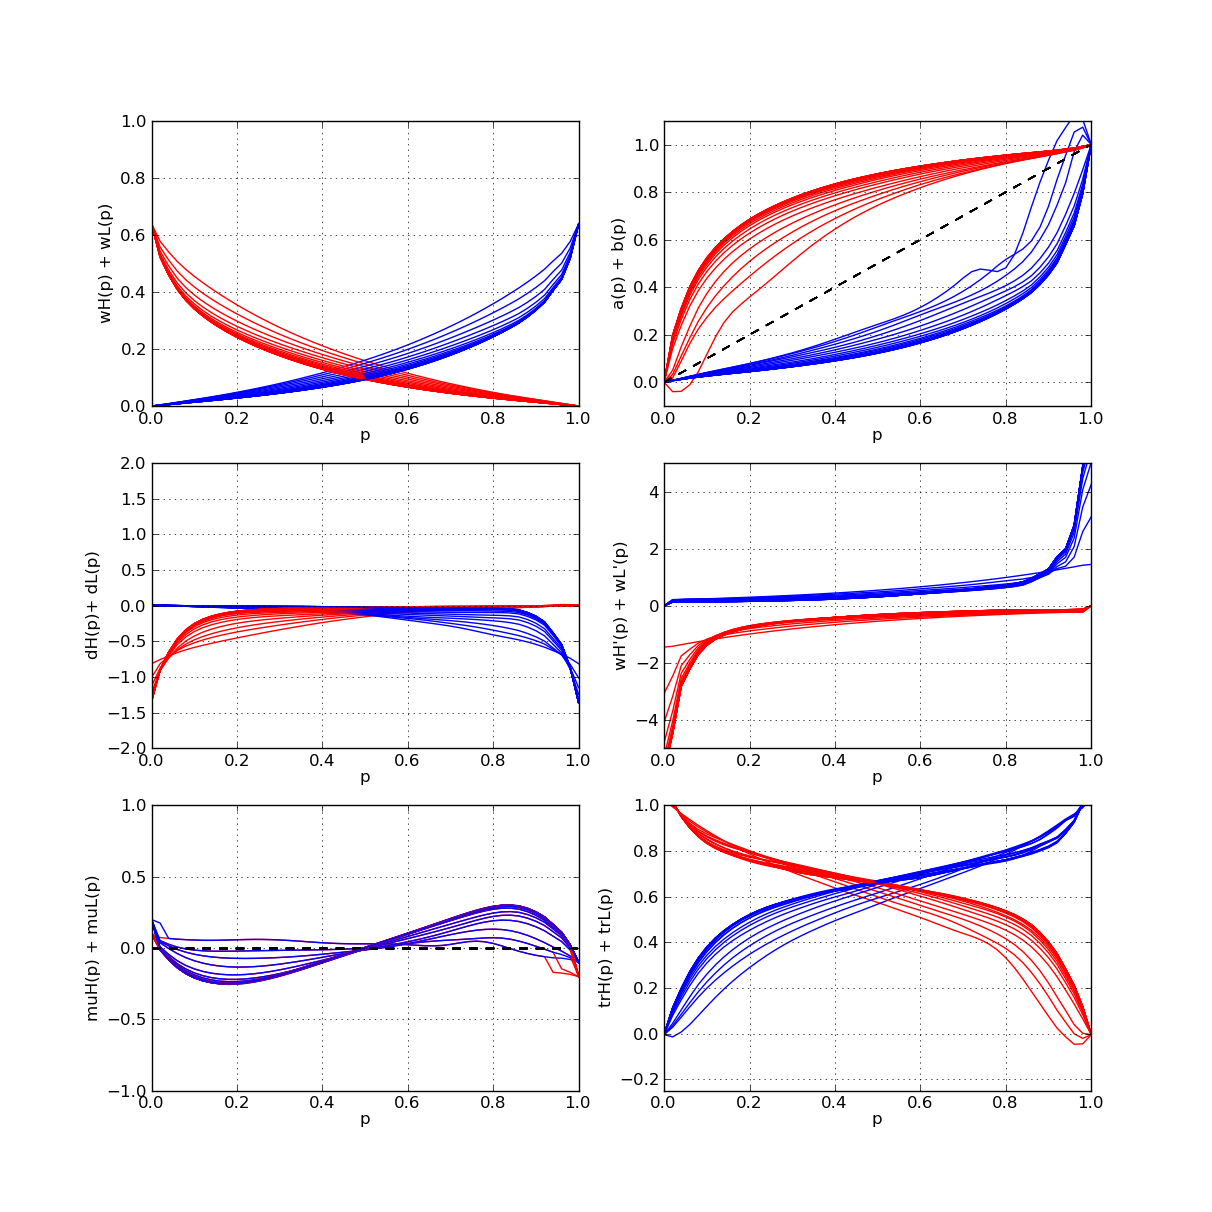 1.0
0.8
0.6
0.4
0.2
0.0
wH(p) + wL(p)
0.0 0.2 0.4 0.6 0.8 1.0
p
1.0
0.8
0.6
0.4
0.2
0.0
a(p) + b(p)
0.0 0.2 0.4 0.6 0.8 1.0
p
2.0
1.5
1.0
0.5
0.0
−0.5
−1.0
−1.5
−2.0
dH(p)+ dL(p)
0.0 0.2 0.4 0.6 0.8 1.0
p
4
2
0
−2
−4
wH'(p) + wL'(p)
0.0 0.2 0.4 0.6 0.8 1.0
p
1.0
0.5
0.0
−0.5
−1.0
muH(p) + muL(p)
0.0 0.2 0.4 0.6 0.8 1.0
p
1.0
0.8
0.6
0.4
0.2
0.0
−0.2
trH(p) + trL(p)
0.0 0.2 0.4 0.6 0.8 1.0
p